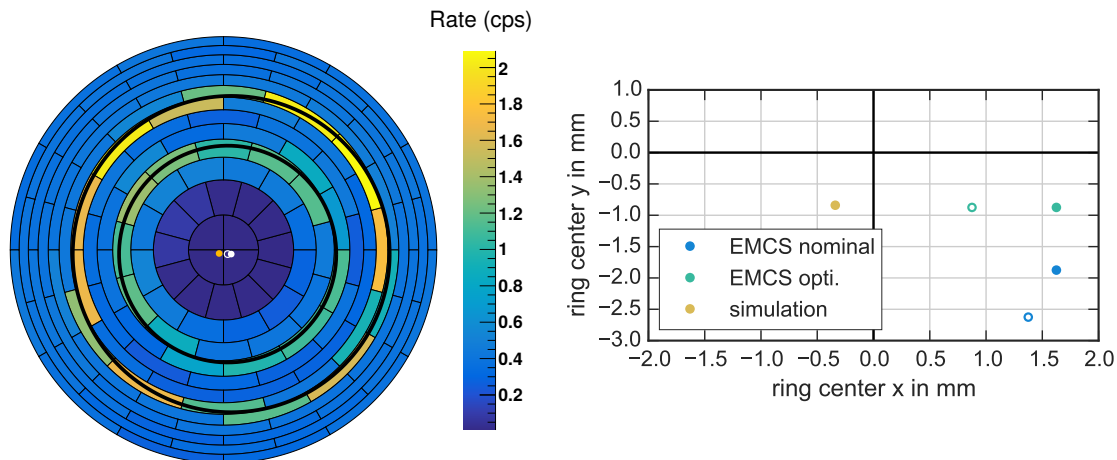 Rate (cps)
2
1.8
1.6
1.4
1.2
1
0.8
0.6
0.4
0.2
ring center y in mm
1.0
0.5
0.0
−0.5
−1.0
−1.5
−2.0
−2.5
−3.0
EMCS nominal
EMCS opti.
simulation
−2.0 −1.5 −1.0 −0.5 0.0 0.5 1.0 1.5 2.0
ring center x in mm